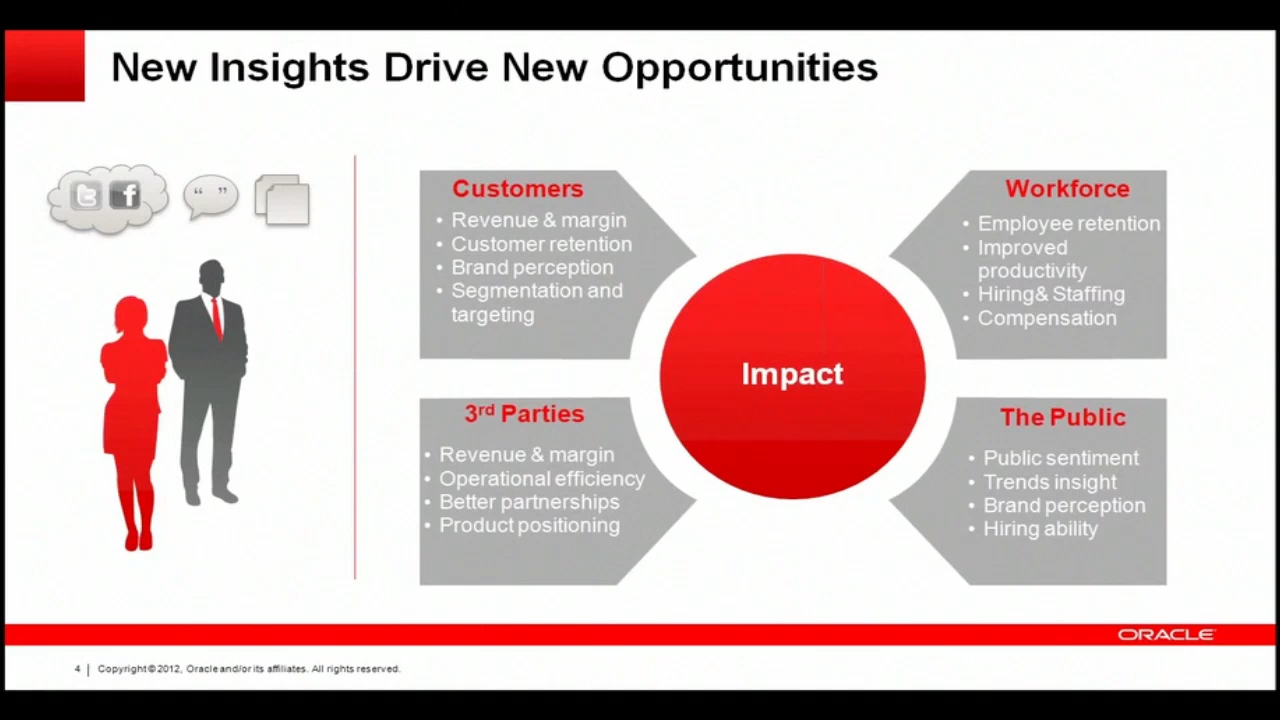 New Insights Drive New Opportunities
Customers
• Revenue & margin
• Customer retention
• Brand perception
• Segmentation and
targeting
Workforce
• Employee retention
• Improved
productivity
• Hiring& Staffing
• Compensation
Impact
3rd Parties
• Revenue & margin
• Operational efficiency
• Better partnerships
• Product positioning
The Public
• Public sentiment
• Trends insight
• Brand perception
• Hiring ability
ORACLE
4 | Copyright © 2012, Oracle and/or its affiliates. All rights reserved.